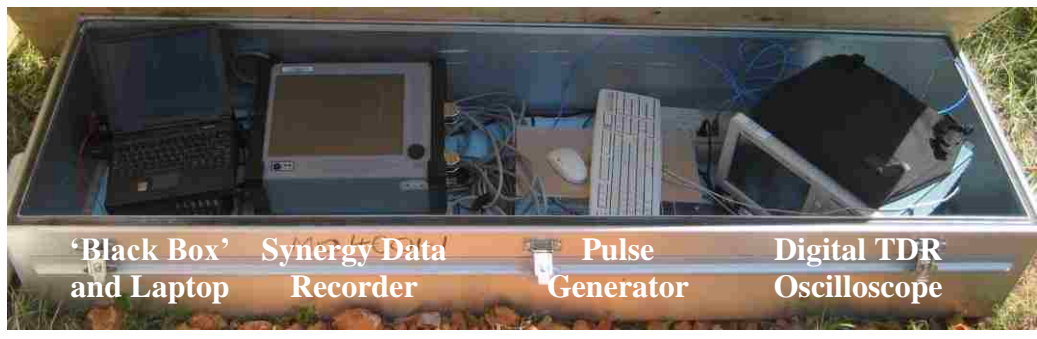 ‘Black Box’
and Laptop
Synergy Data
Recorder
Pulse
Generator
Digital TDR
Oscilloscope